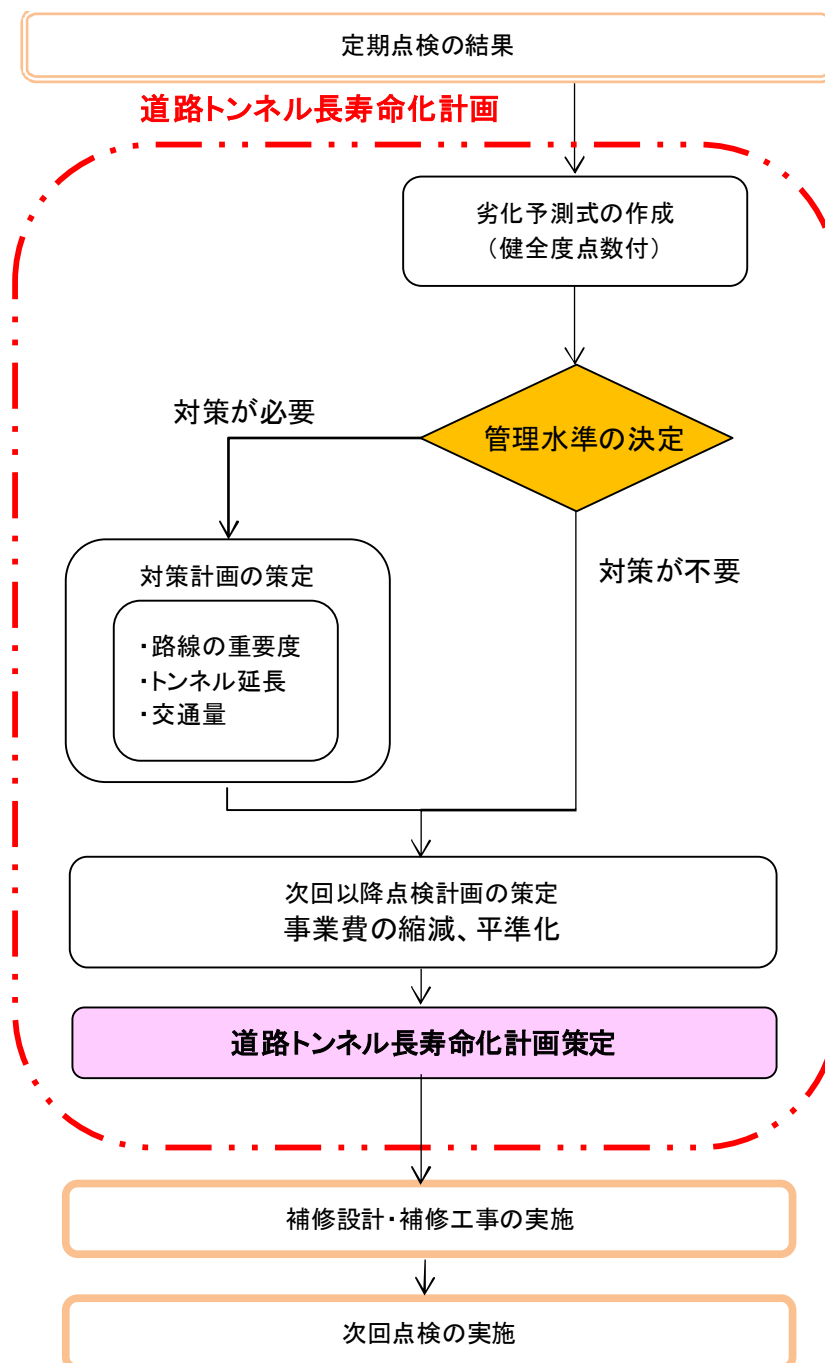 定期点検の結果
道路トンネル長寿命化計画
劣化予測式の作成
（健全度点数付）
管理水準の決定
対策が必要
対策が不要
対策計画の策定
・路線の重要度
・トンネル延長
・交通量
次回以降点検計画の策定
事業費の縮減、平準化
道路トンネル長寿命化計画策定
補修設計・補修工事の実施
次回点検の実施